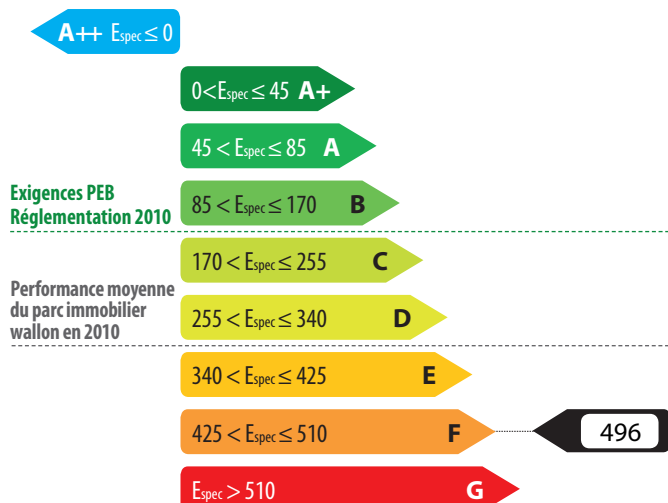 A++ Espec ≤ 0
0<Espec ≤ 45 A+
45 < Espec ≤ 85 A
Exigences PEB
Réglementation 2010
85 < Espec ≤ 170 B
170 < Espec ≤ 255 C
Performance moyenne
du parc immobilier
wallon en 2010
255 < Espec ≤ 340 D
340 < Espec ≤ 425 E
425 < Espec ≤ 510 F
496
Espec > 510 G